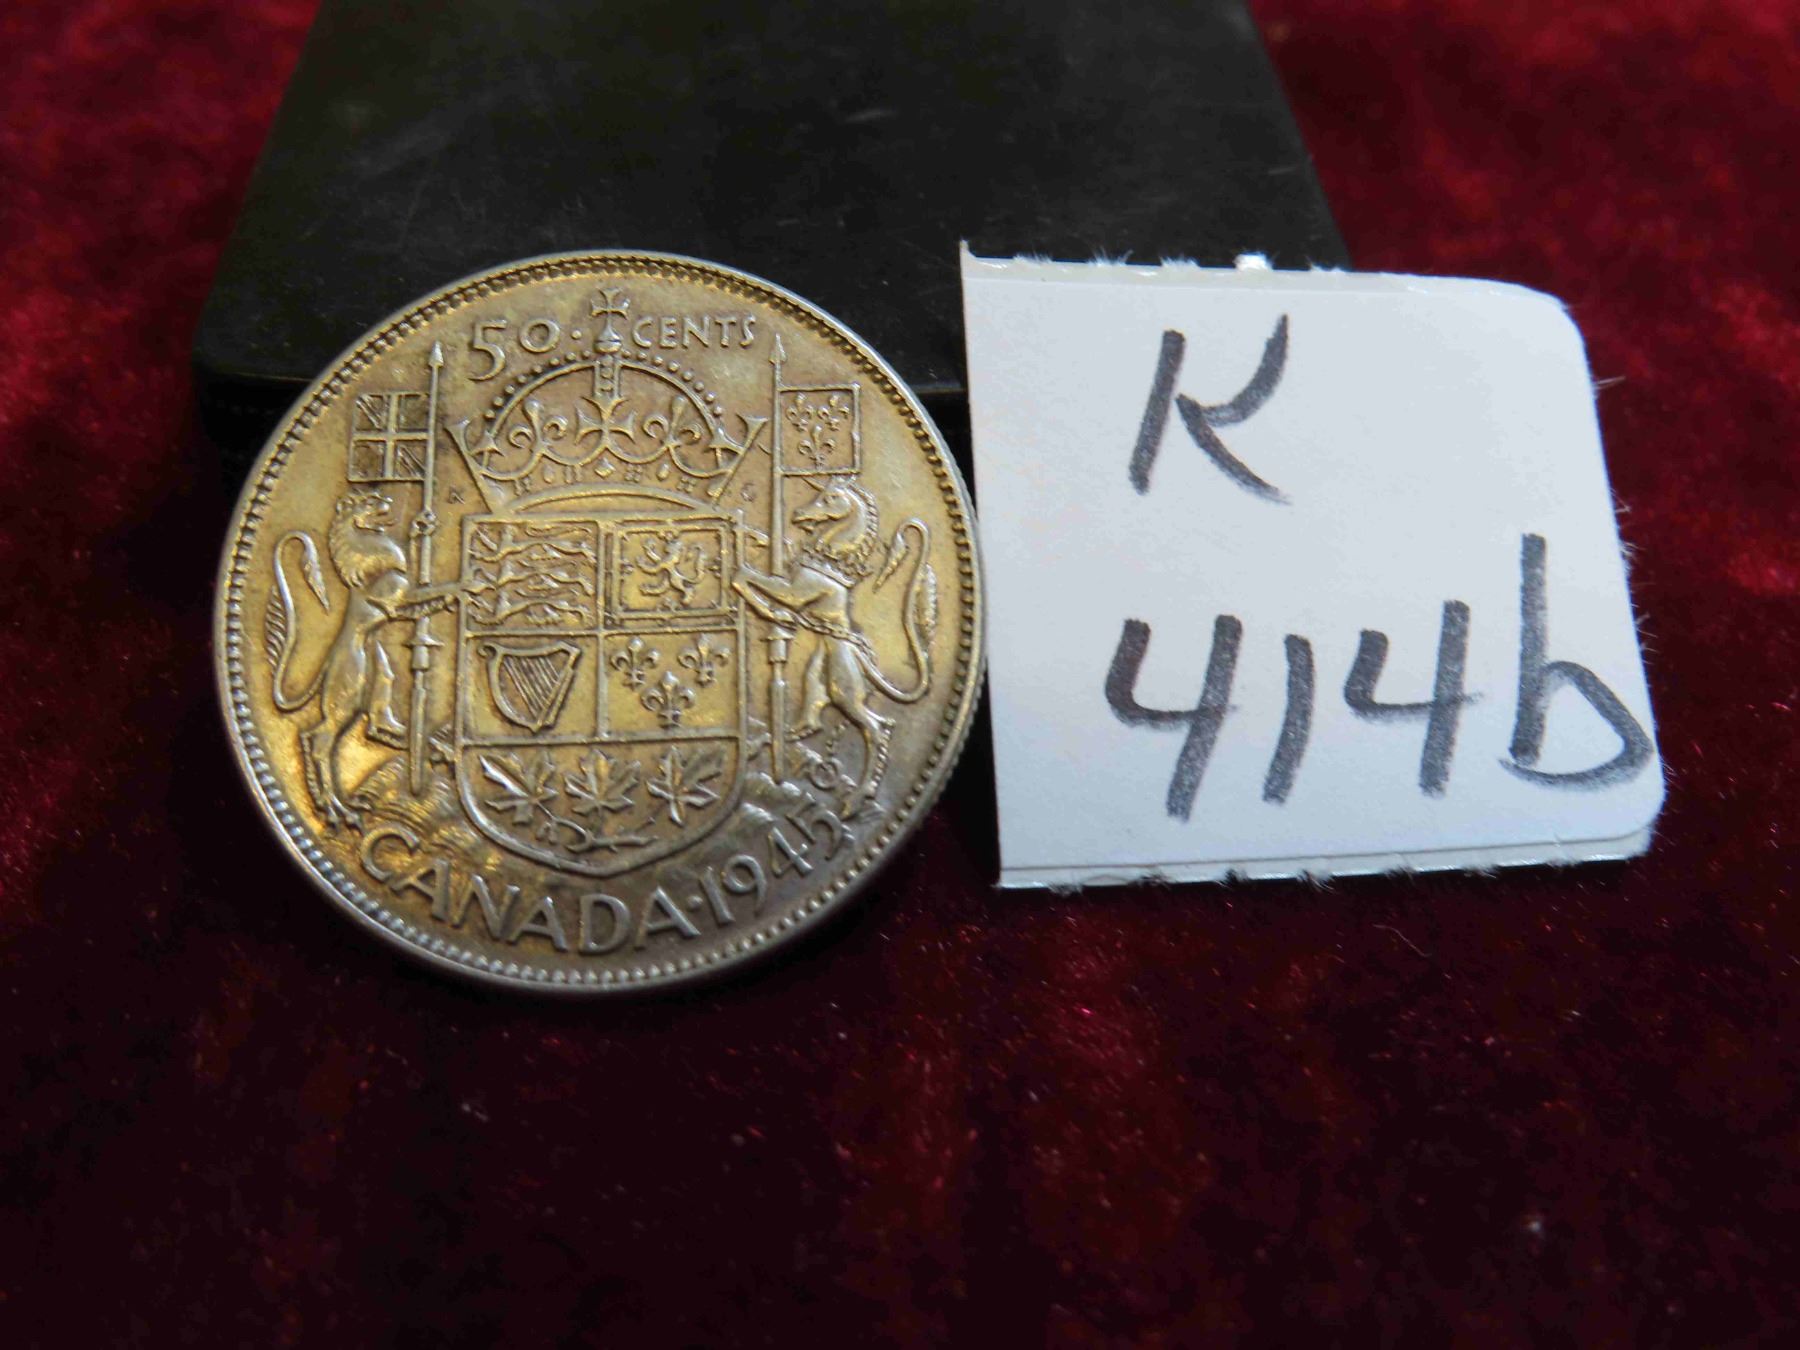 50 · CENTS
K G
CANADA · 1945
K
414b